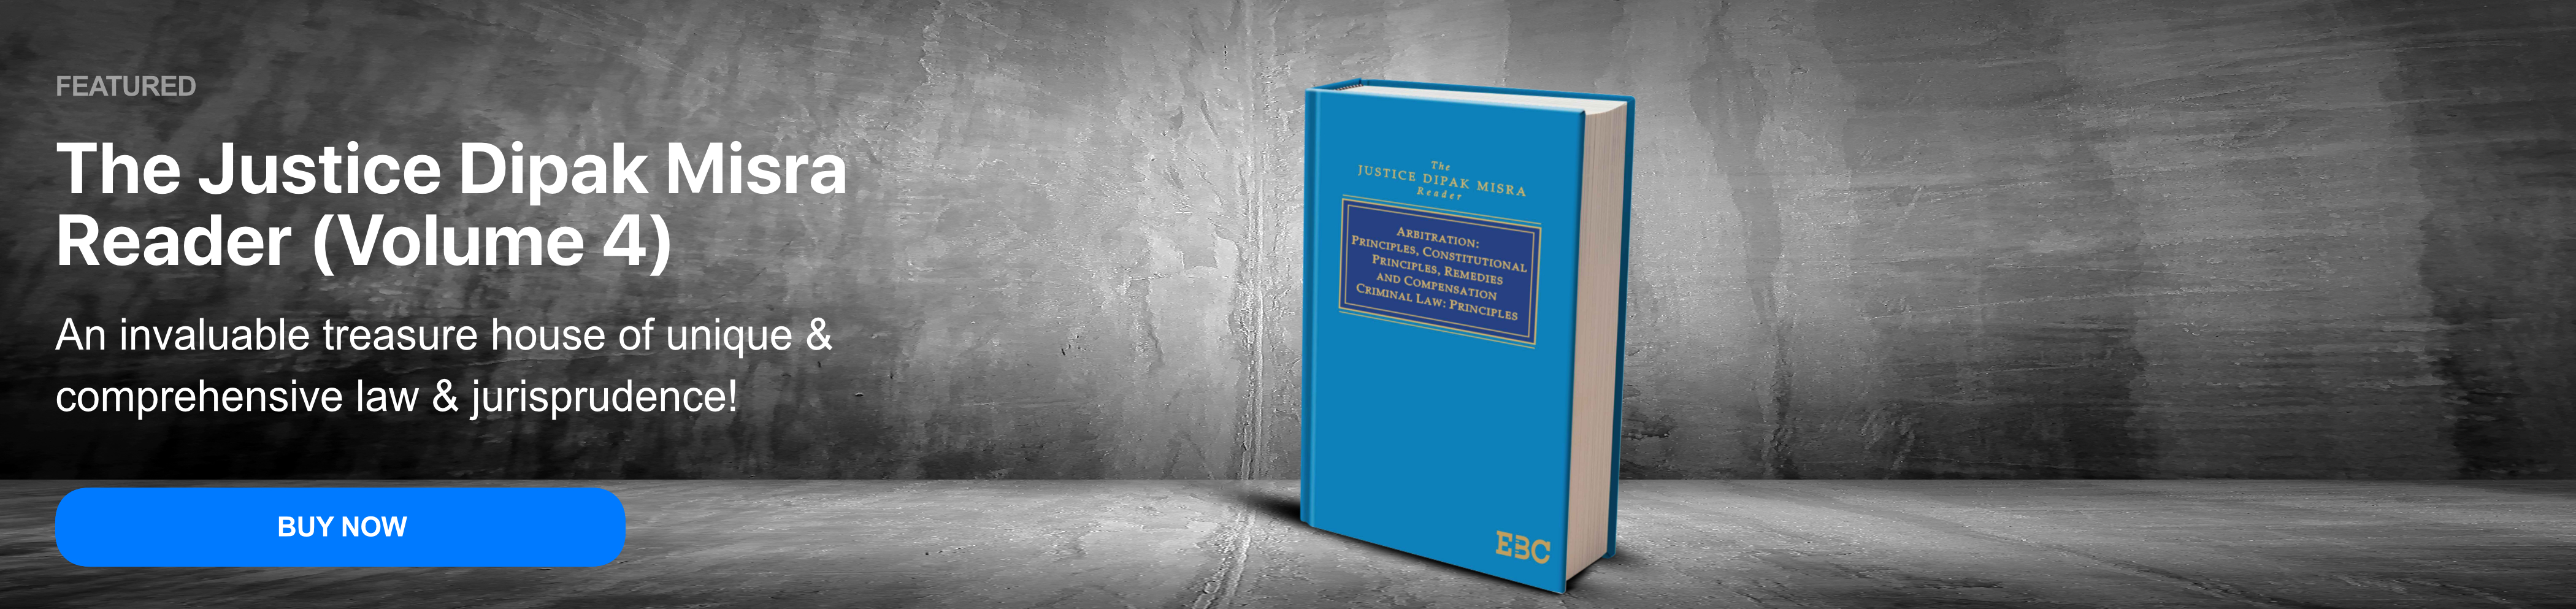 FEATURED
The Justice Dipak Misra
Reader (Volume 4)
An invaluable treasure house of unique &
comprehensive law & jurisprudence!
BUY NOW
The
JUSTICE DIPAK MISRA
Reader
ARBITRATION:
PRINCIPLES, CONSTITUTIONAL
PRINCIPLES, REMEDIES
AND COMPENSATION
CRIMINAL LAW: PRINCIPLES
EBC